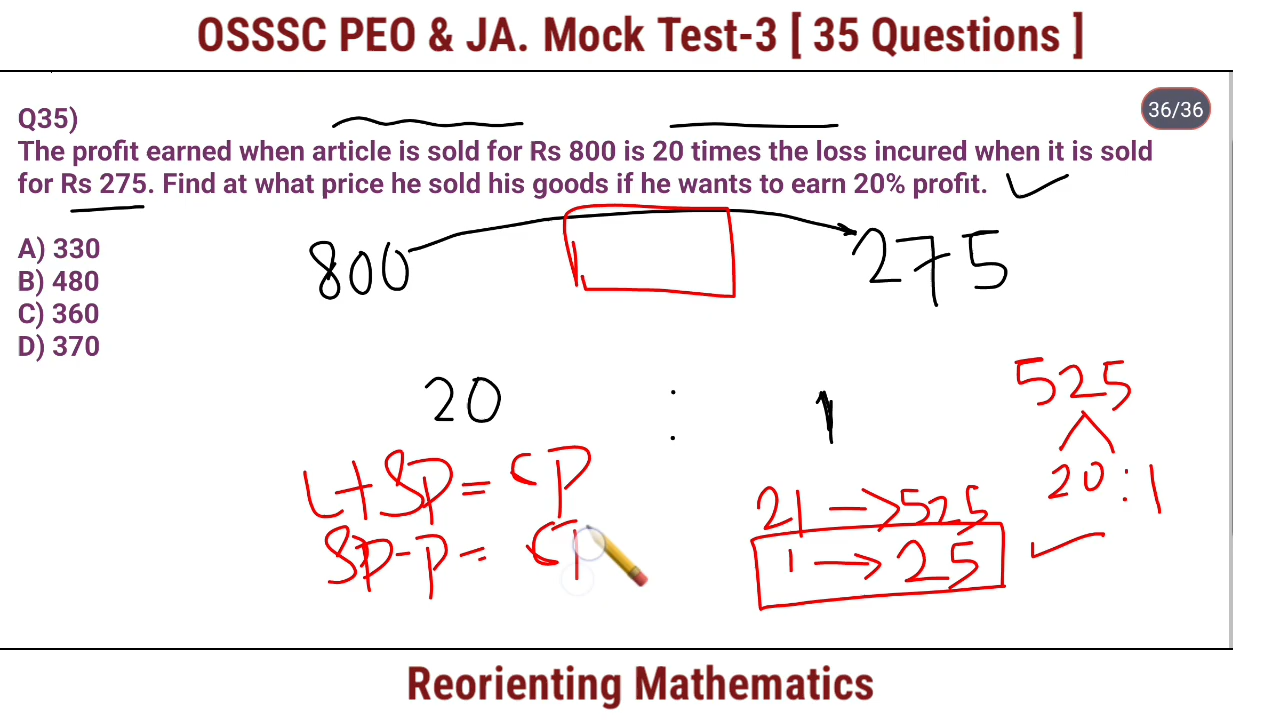 OSSSC PEO & JA. Mock Test-3 [ 35 Questions ]
36/36
Q35)
The profit earned when article is sold for Rs 800 is 20 times the loss incured when it is sold
for Rs 275. Find at what price he sold his goods if he wants to earn 20% profit.
A) 330
B) 480
C) 360
D) 370
800 275
20 : 1
525
20 : 1
L+SP = CP
SP-P = CP
21 → 525
1 → 25
Reorienting Mathematics